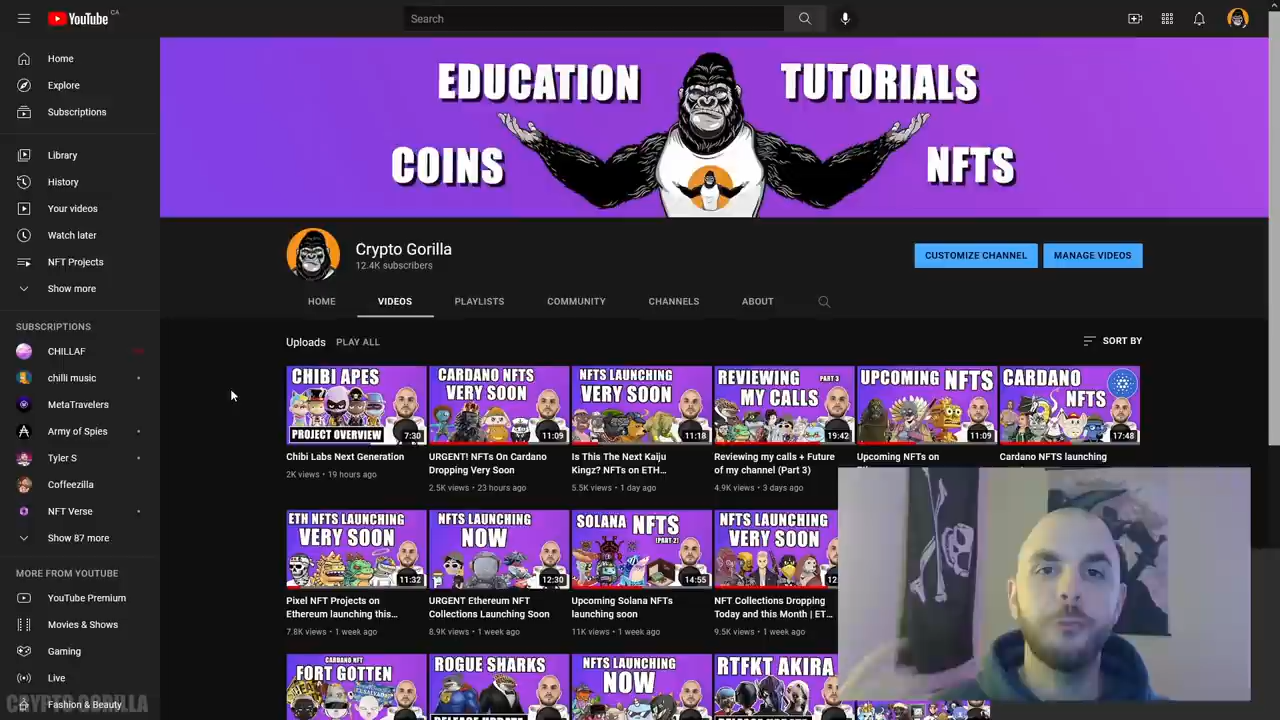 YouTube CA
Search
Home
Explore
Subscriptions
Library
History
Your videos
Watch later
NFT Projects
Show more
SUBSCRIPTIONS
CHILLAF
chilli music
MetaTravelers
Army of Spies
Tyler S
Coffeezilla
NFT Verse
Show 87 more
MORE FROM YOUTUBE
YouTube Premium
Movies & Shows
Gaming
Live
Fashion & Beauty
CRYPTO GORILLA
EDUCATION
TUTORIALS
COINS
NFTS
Crypto Gorilla
12.4K subscribers
CUSTOMIZE CHANNEL
MANAGE VIDEOS
HOME
VIDEOS
PLAYLISTS
COMMUNITY
CHANNELS
ABOUT
Uploads
PLAY ALL
SORT BY
CHIBI APES
PROJECT OVERVIEW
7:30
Chibi Labs Next Generation
2K views • 19 hours ago
CARDANO NFTS
VERY SOON
11:09
URGENT! NFTs On Cardano
Dropping Very Soon
2.5K views • 23 hours ago
NFTS LAUNCHING
VERY SOON
11:18
Is This The Next Kaiju
Kingz? NFTs on ETH...
5.5K views • 1 day ago
REVIEWING PART 3
MY CALLS
19:42
Reviewing my calls + Future
of my channel (Part 3)
4.9K views • 3 days ago
UPCOMING NFTS
11:09
Upcoming NFTs on
CARDANO
NFTS
17:48
Cardano NFTS launching
ETH NFTS LAUNCHING
VERY SOON
11:32
Pixel NFT Projects on
Ethereum launching this...
7.8K views • 1 week ago
NFTS LAUNCHING
NOW
12:30
URGENT Ethereum NFT
Collections Launching Soon
8.9K views • 1 week ago
SOLANA NFTS
(PART 2)
14:55
Upcoming Solana NFTs
launching soon
11K views • 1 week ago
NFTS LAUNCHING
VERY SOON
NFT Collections Dropping
Today and this Month | ET...
9.5K views • 1 week ago
CARDANO NFT
FORT GOTTEN
ROGUE SHARKS
RELEASE UPDATE
NFTS LAUNCHING
NOW
RTFKT AKIRA
RELEASE UPDATE